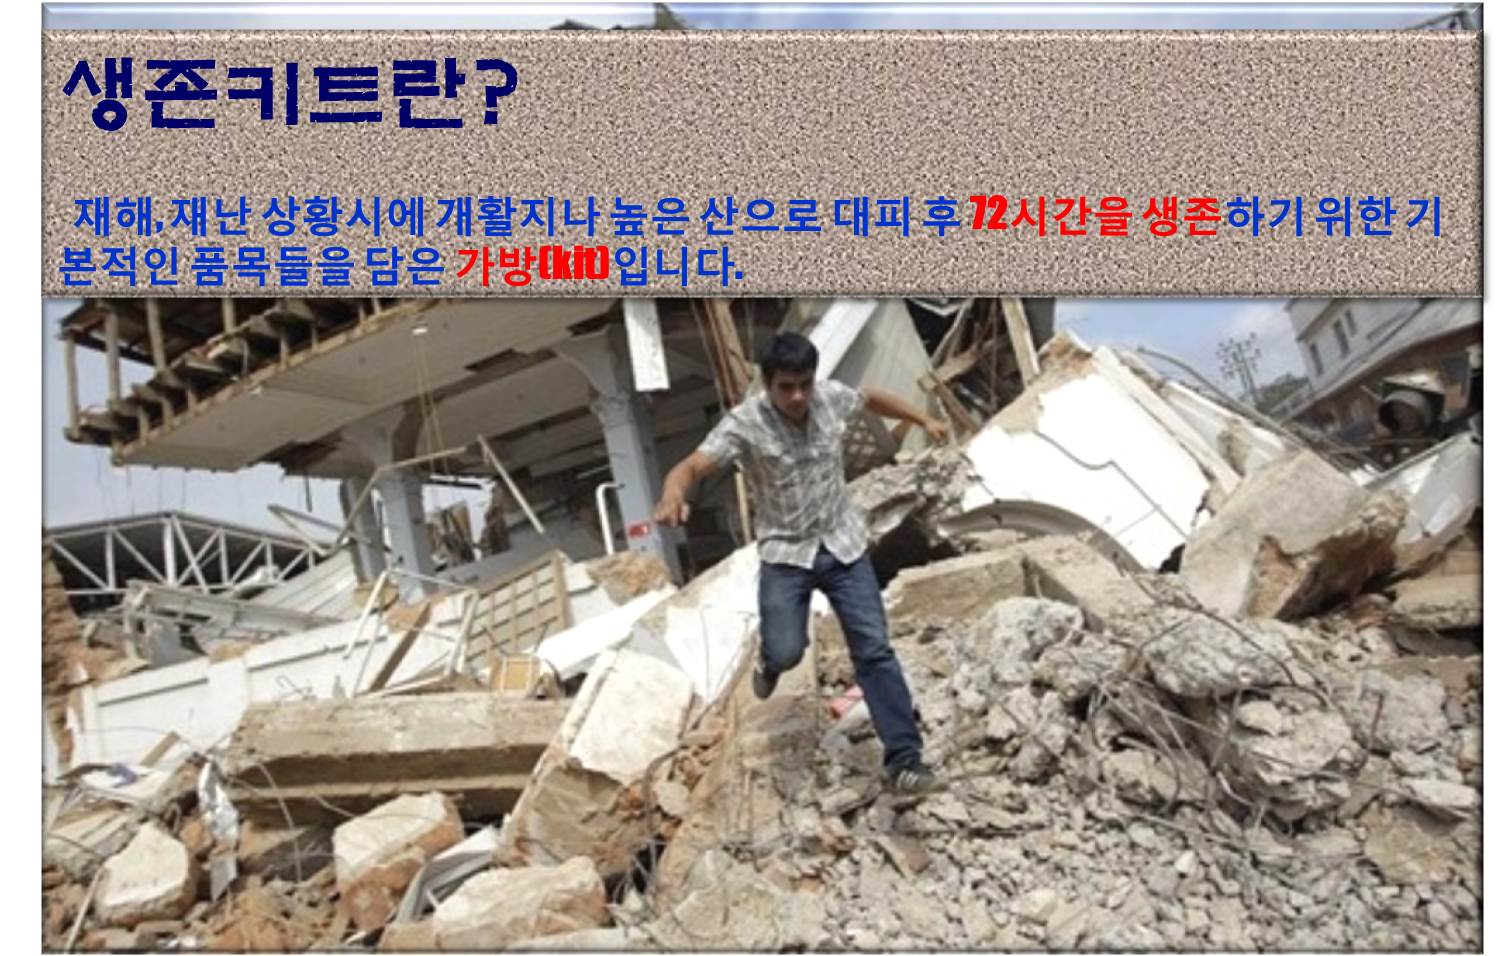 생존키트란?
재해, 재난 상황시에 개활지나 높은 산으로 대피 후 72시간을 생존하기 위한 기
본적인 품목들을 담은 가방(kit)입니다.